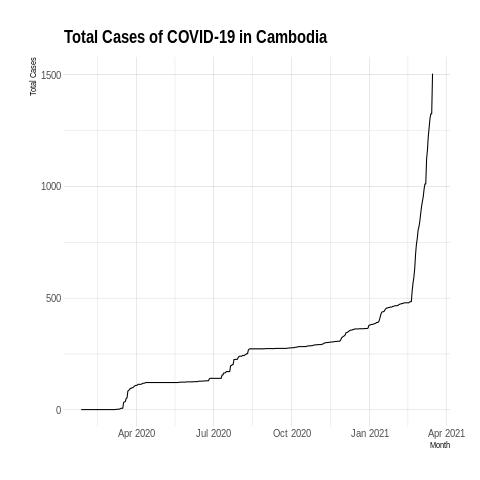 Total Cases of COVID-19 in Cambodia
Total Cases
1500
1000
500
0
Apr 2020 Jul 2020 Oct 2020 Jan 2021 Apr 2021
Month